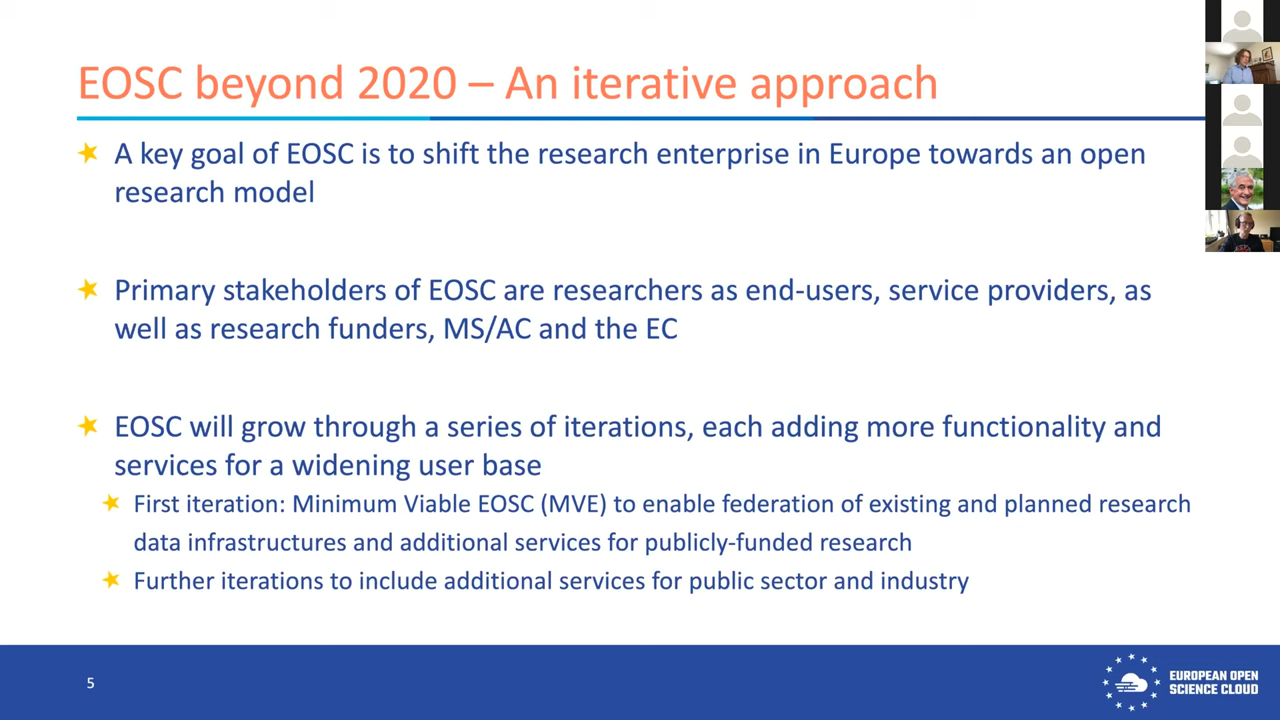 EOSC beyond 2020 – An iterative approach
A key goal of EOSC is to shift the research enterprise in Europe towards an open
research model
Primary stakeholders of EOSC are researchers as end-users, service providers, as
well as research funders, MS/AC and the EC
EOSC will grow through a series of iterations, each adding more functionality and
services for a widening user base
First iteration: Minimum Viable EOSC (MVE) to enable federation of existing and planned research
data infrastructures and additional services for publicly-funded research
Further iterations to include additional services for public sector and industry
5
EUROPEAN OPEN
SCIENCE CLOUD